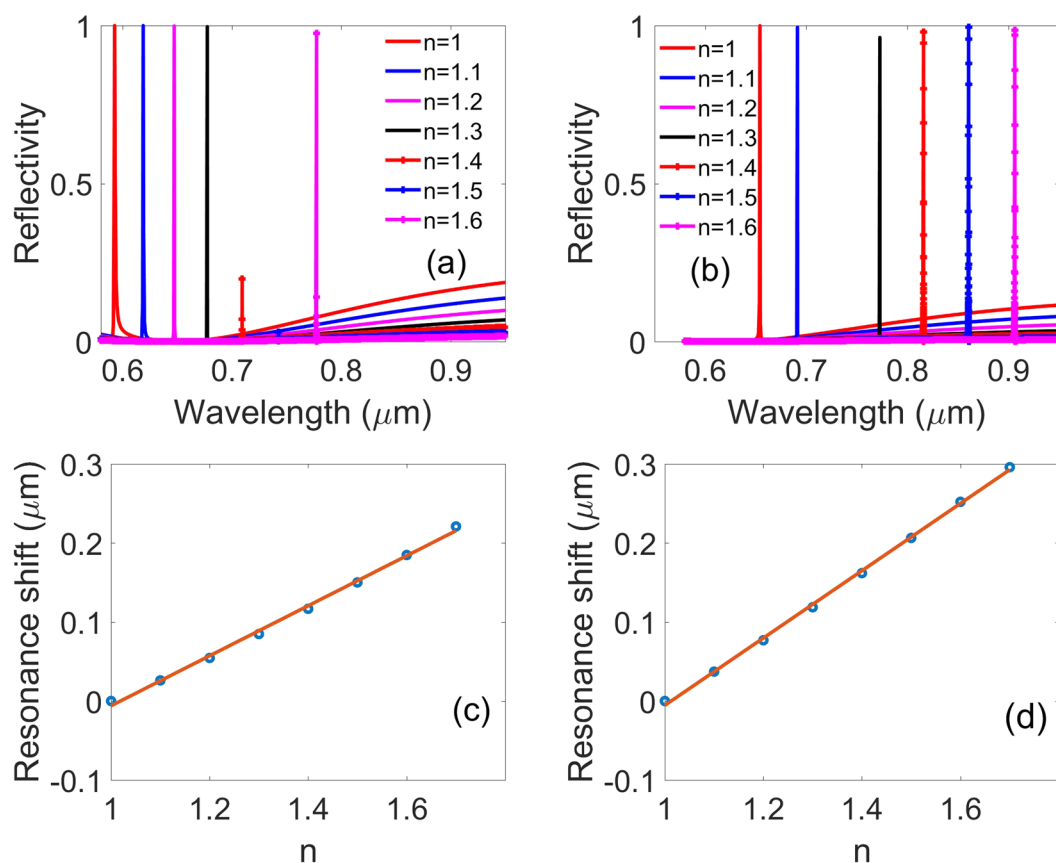 1
0.5
0
Reflectivity
0.6
0.7
0.8
0.9
Wavelength (μm)
n=1
n=1.1
n=1.2
n=1.3
n=1.4
n=1.5
n=1.6
(a)
1
0.5
0
Reflectivity
0.6
0.7
0.8
0.9
Wavelength (μm)
n=1
n=1.1
n=1.2
n=1.3
n=1.4
n=1.5
n=1.6
(b)
0.3
0.2
0.1
0
-0.1
Resonance shift (μm)
1
1.2
1.4
1.6
n
(c)
0.3
0.2
0.1
0
-0.1
Resonance shift (μm)
1
1.2
1.4
1.6
n
(d)